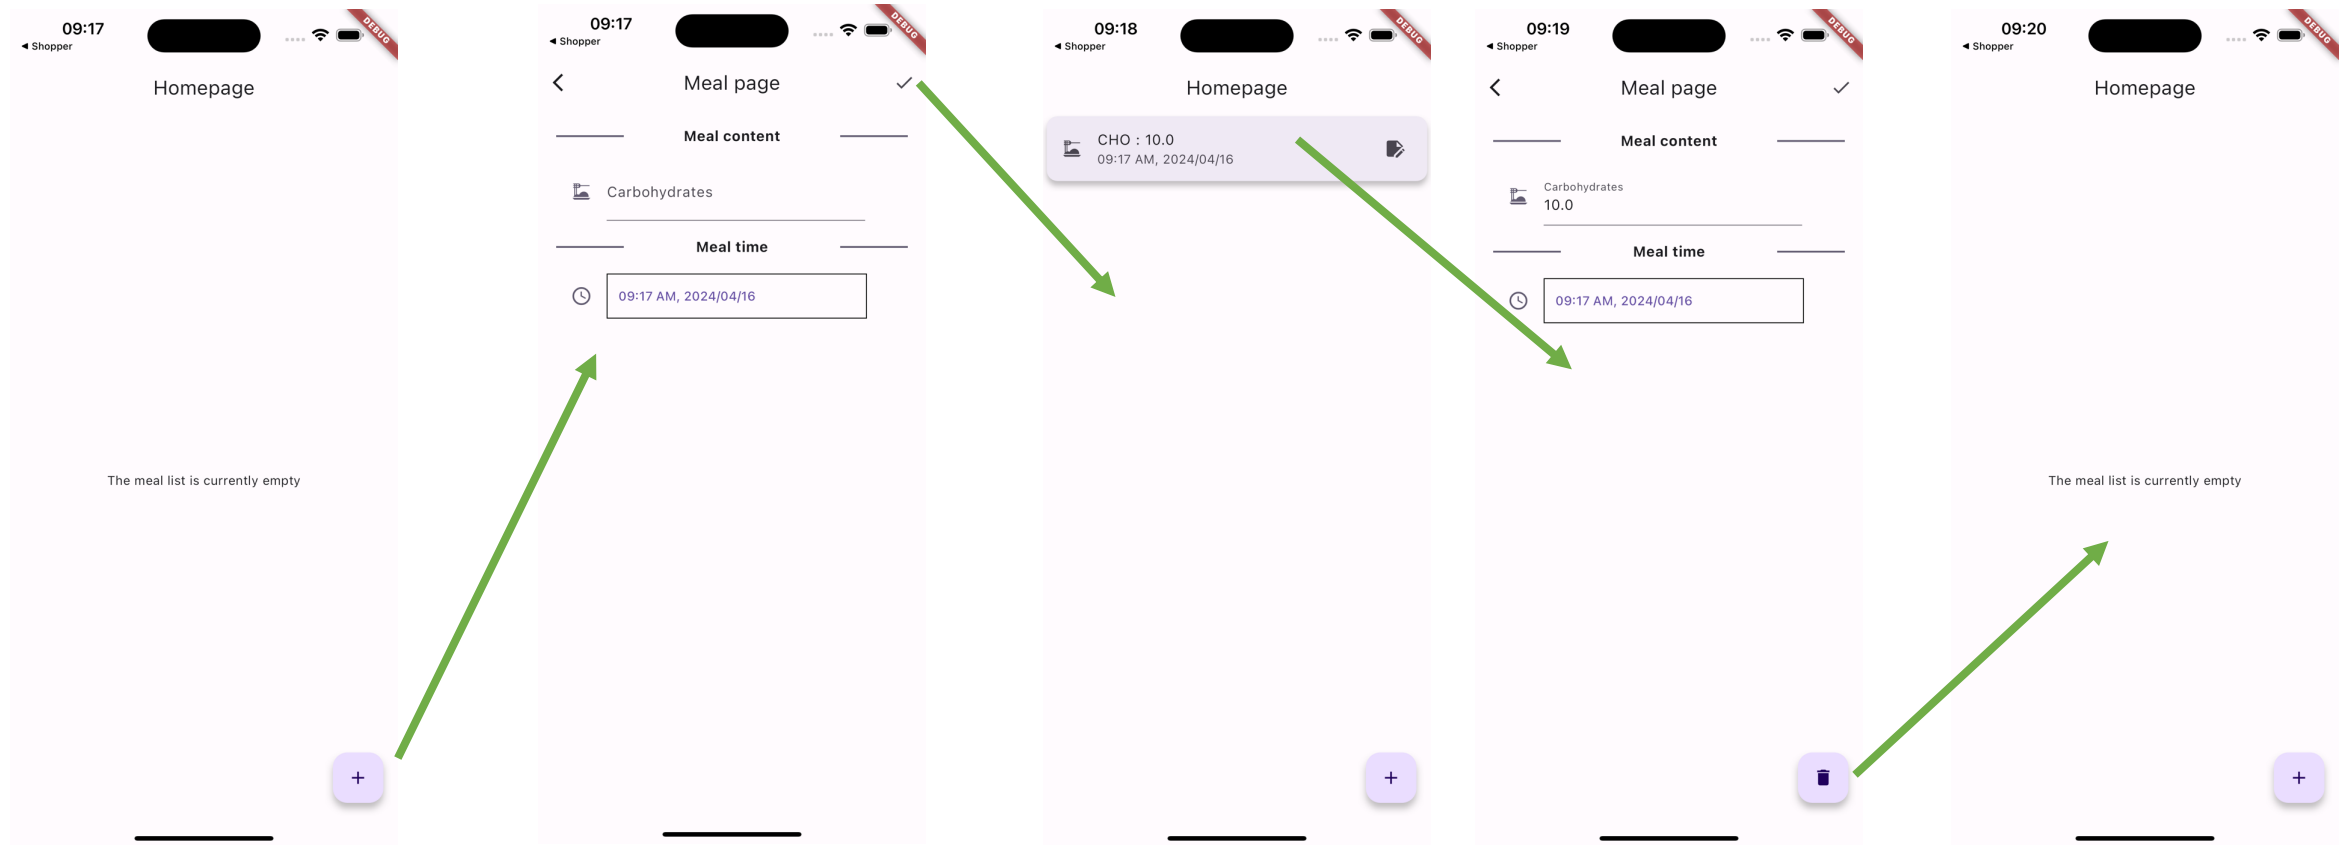 09:17
◀ Shopper
DEBUG
Homepage
The meal list is currently empty
+
09:17
◀ Shopper
DEBUG
Meal page
Meal content
Carbohydrates
Meal time
09:17 AM, 2024/04/16
09:18
◀ Shopper
DEBUG
Homepage
CHO : 10.0
09:17 AM, 2024/04/16
+
09:19
◀ Shopper
DEBUG
Meal page
Meal content
Carbohydrates
10.0
Meal time
09:17 AM, 2024/04/16
09:20
◀ Shopper
DEBUG
Homepage
The meal list is currently empty
+